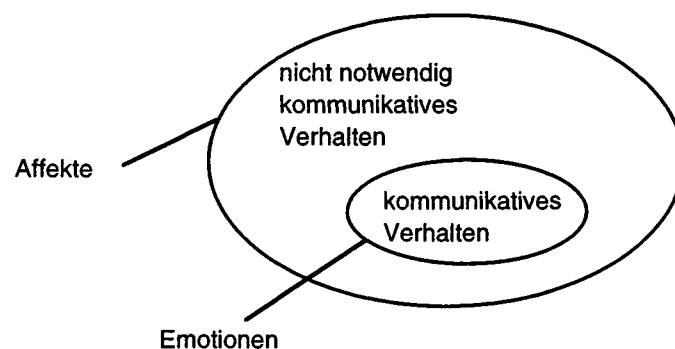 nicht notwendig
kommunikatives
Verhalten
Affekte
kommunikatives
Verhalten
Emotionen